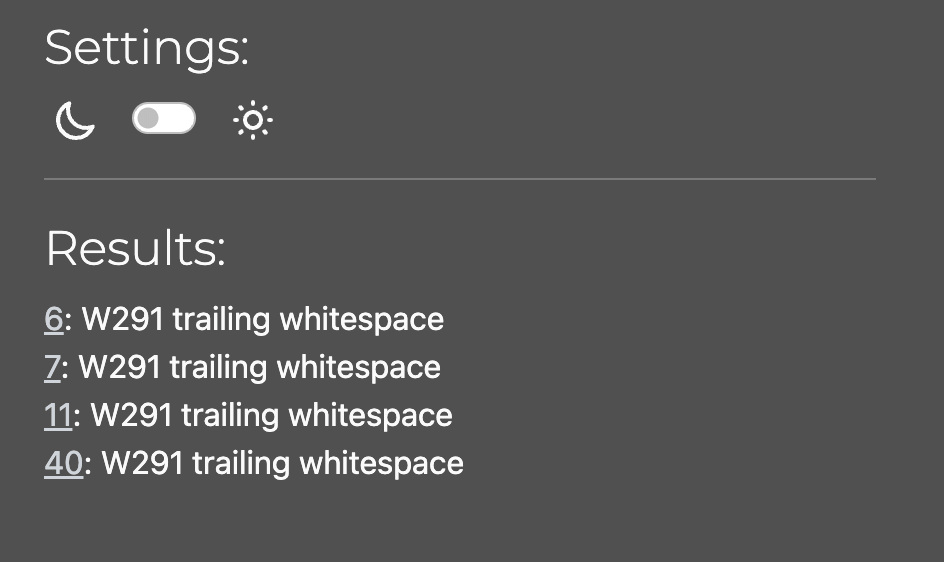 Settings:
Results:
6: W291 trailing whitespace
7: W291 trailing whitespace
11: W291 trailing whitespace
40: W291 trailing whitespace